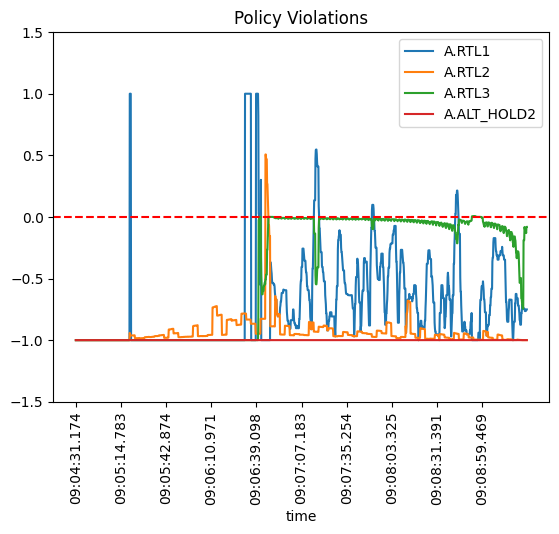 Policy Violations
1.5
1.0
0.5
0.0
−0.5
−1.0
−1.5
A.RTL1
A.RTL2
A.RTL3
A.ALT_HOLD2
09:04:31.174
09:05:14.783
09:05:42.874
09:06:10.971
09:06:39.098
09:07:07.183
09:07:35.254
09:08:03.325
09:08:31.391
09:08:59.469
time